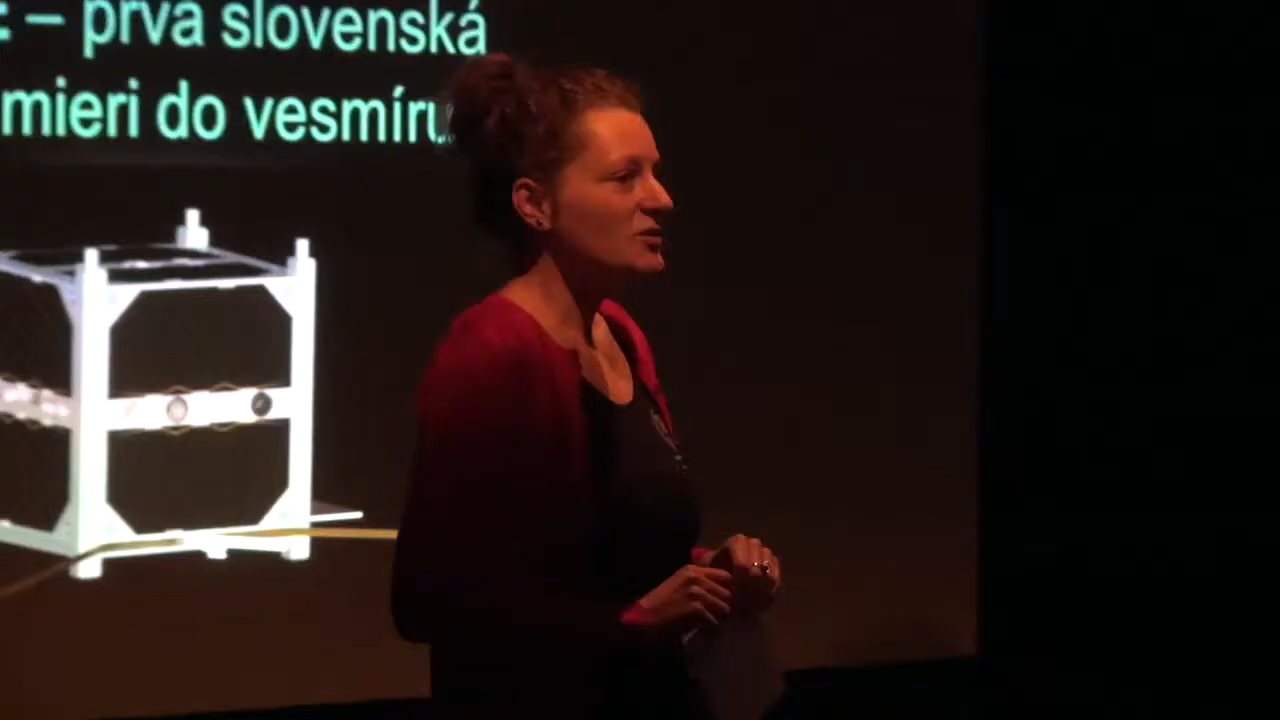 : – prvá slovenská
mieri do vesmíru